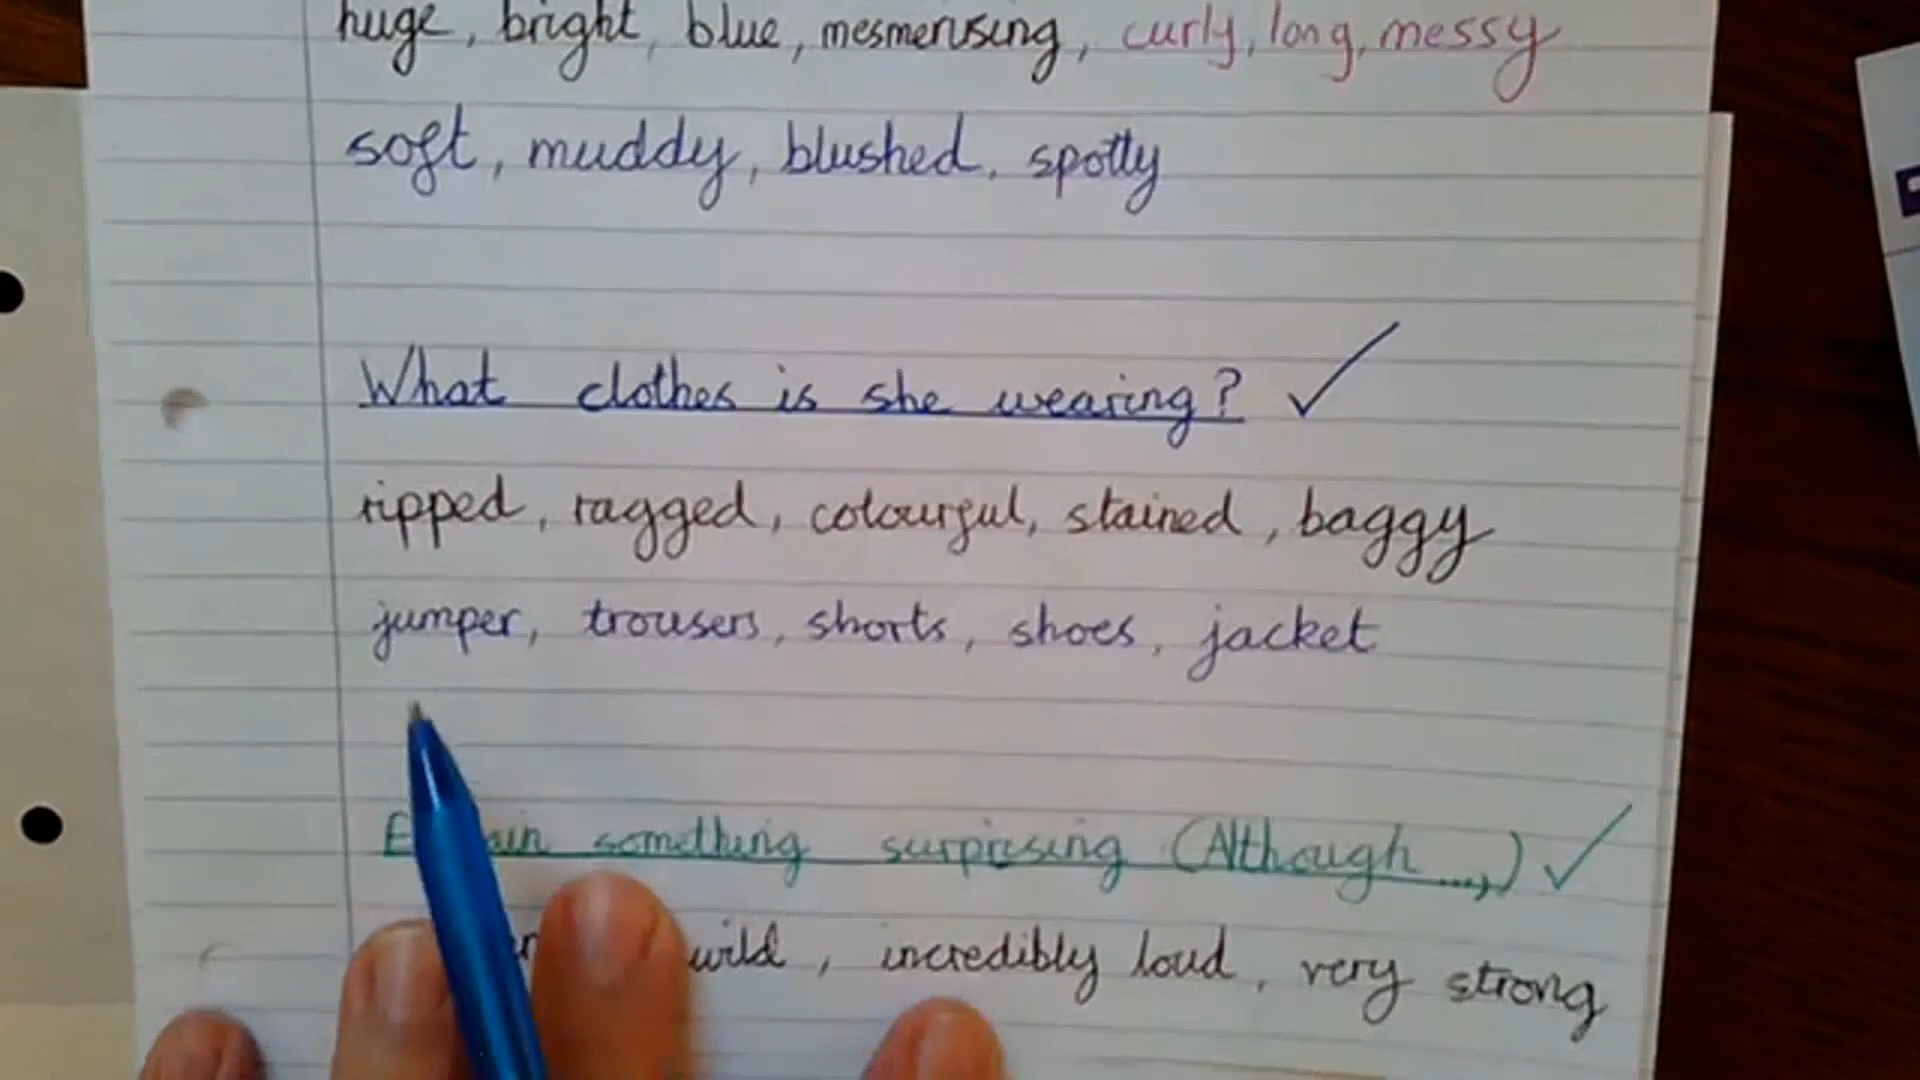 huge, bright, blue, mesmerising, curly, long, messy
soft, muddy, blushed, spotty
What clothes is she wearing? ✓
ripped, ragged, colourful, stained, baggy
jumper, trousers, shorts, shoes, jacket
something surprising (Although ...,) ✓
wild, incredibly loud, very strong